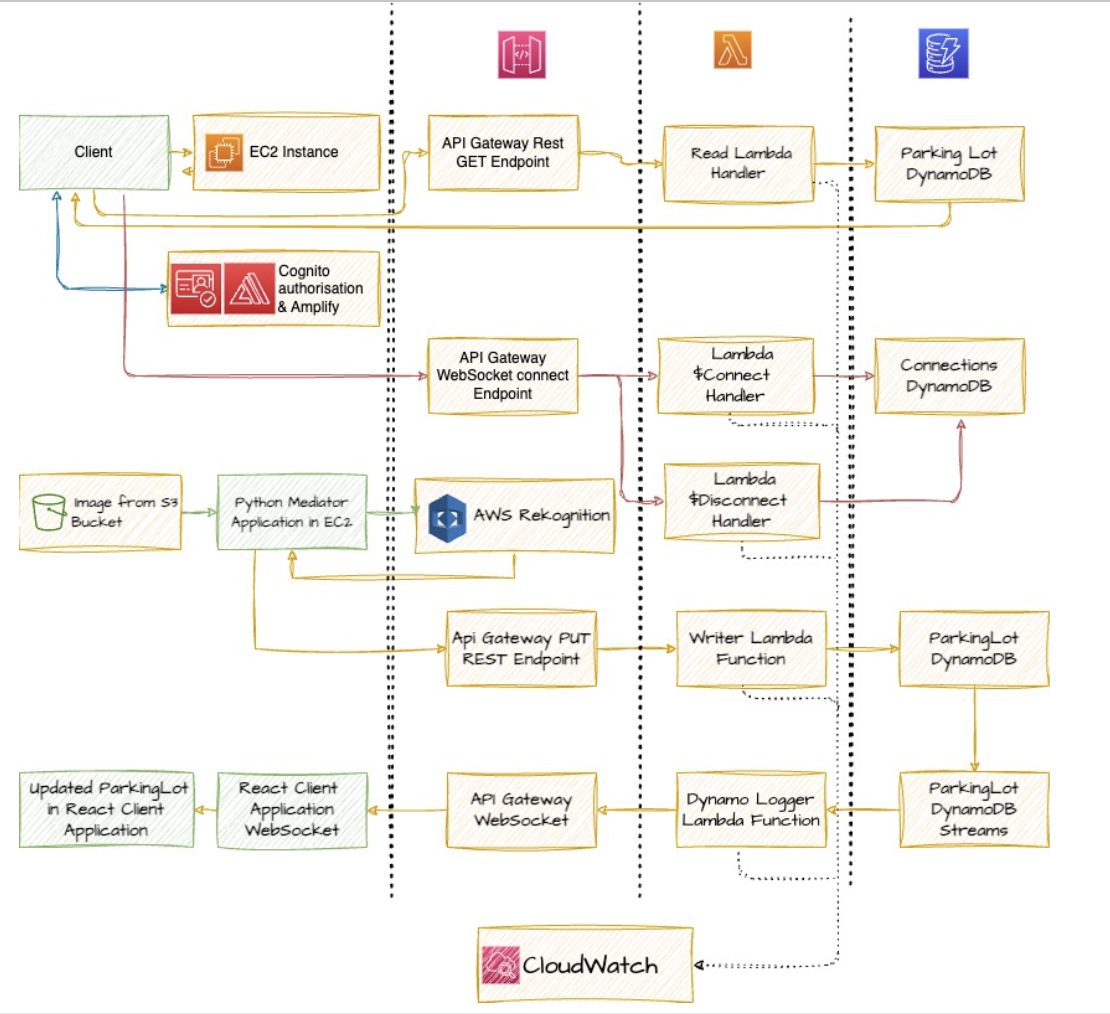 Client
EC2 Instance
API Gateway Rest
GET Endpoint
Read Lambda
Handler
Parking Lot
DynamoDB
Cognito
authorisation
& Amplify
API Gateway
WebSocket connect
Endpoint
Lambda
$Connect
Handler
Connections
DynamoDB
Image from S3
Bucket
Python Mediator
Application in EC2
AWS Rekognition
Lambda
$Disconnect
Handler
Api Gateway PUT
REST Endpoint
Writer Lambda
Function
ParkingLot
DynamoDB
Updated ParkingLot
in React Client
Application
React Client
Application
WebSocket
API Gateway
WebSocket
Dynamo Logger
Lambda Function
ParkingLot
DynamoDB
Streams
CloudWatch